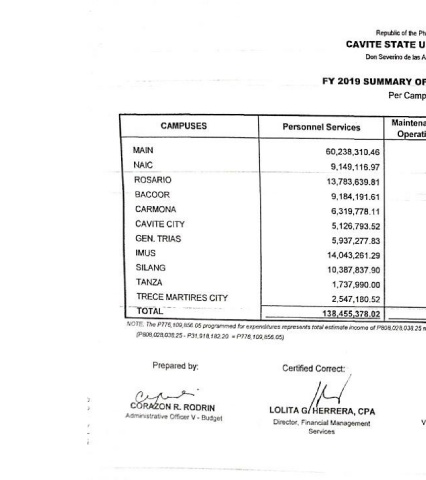 Republic of the Ph
CAVITE STATE U
Don Severino de las A
FY 2019 SUMMARY OF
Per Camp
CAMPUSES Personnel Services Maintena
Operati
MAIN 60,238,310.46
NAIC 9,149,116.97
ROSARIO 13,783,639.81
BACOOR 9,184,191.61
CARMONA 6,319,778.11
CAVITE CITY 5,126,793.52
GEN. TRIAS 5,937,277.83
IMUS 14,043,261.29
SILANG 10,387,837.90
TANZA 1,737,990.00
TRECE MARTIRES CITY 2,547,180.52
TOTAL 138,455,378.02
NOTE: The P776,109,856.05 programmed for expenditures represents total estimate income of P808,028,038.25
(P808,028,038.25 - P31,918,182.20 = P776,109,856.05)
Prepared by: Certified Correct:
CORAZON R. RODRIN LOLITA G. HERRERA, CPA
Administrative Officer V - Budget Director, Financial Management
Services V